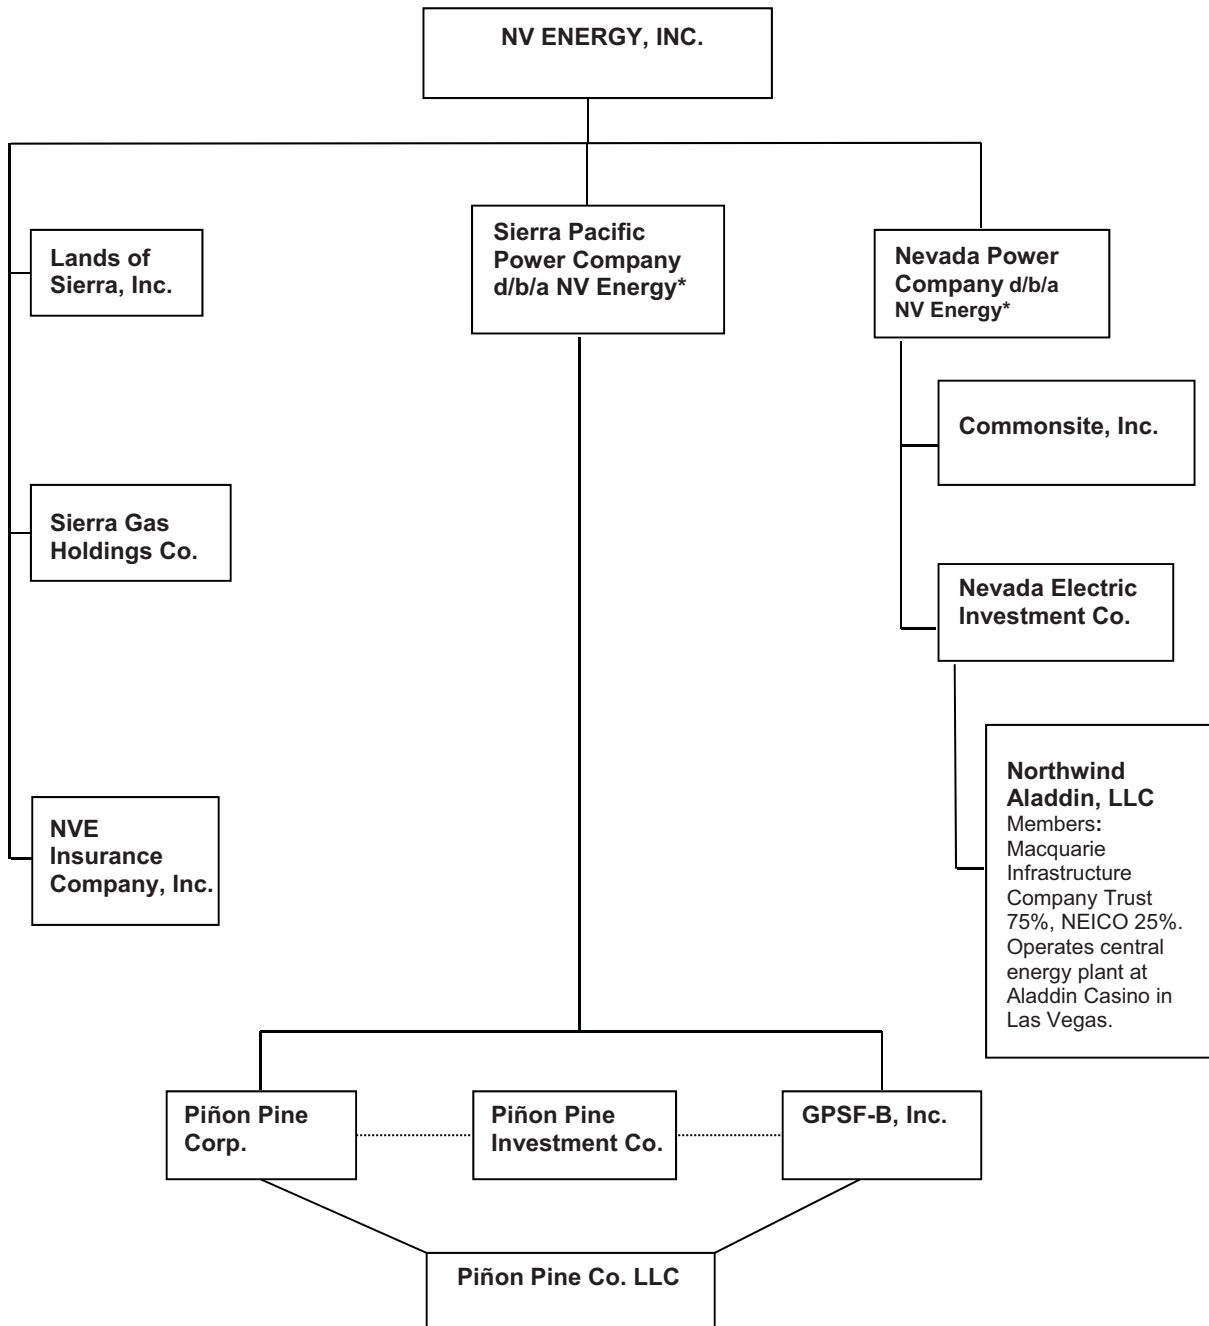 NV ENERGY, INC.
Lands of
Sierra, Inc.
Sierra Pacific
Power Company
d/b/a NV Energy*
Nevada Power
Company d/b/a
NV Energy*
Commonsite, Inc.
Sierra Gas
Holdings Co.
Nevada Electric
Investment Co.
Northwind
Aladdin, LLC
Members:
Macquarie
Infrastructure
Company Trust
75%, NEICO 25%.
Operates central
energy plant at
Aladdin Casino in
Las Vegas.
NVE
Insurance
Company, Inc.
Piñon Pine
Corp.
Piñon Pine
Investment Co.
GPSF-B, Inc.
Piñon Pine Co. LLC